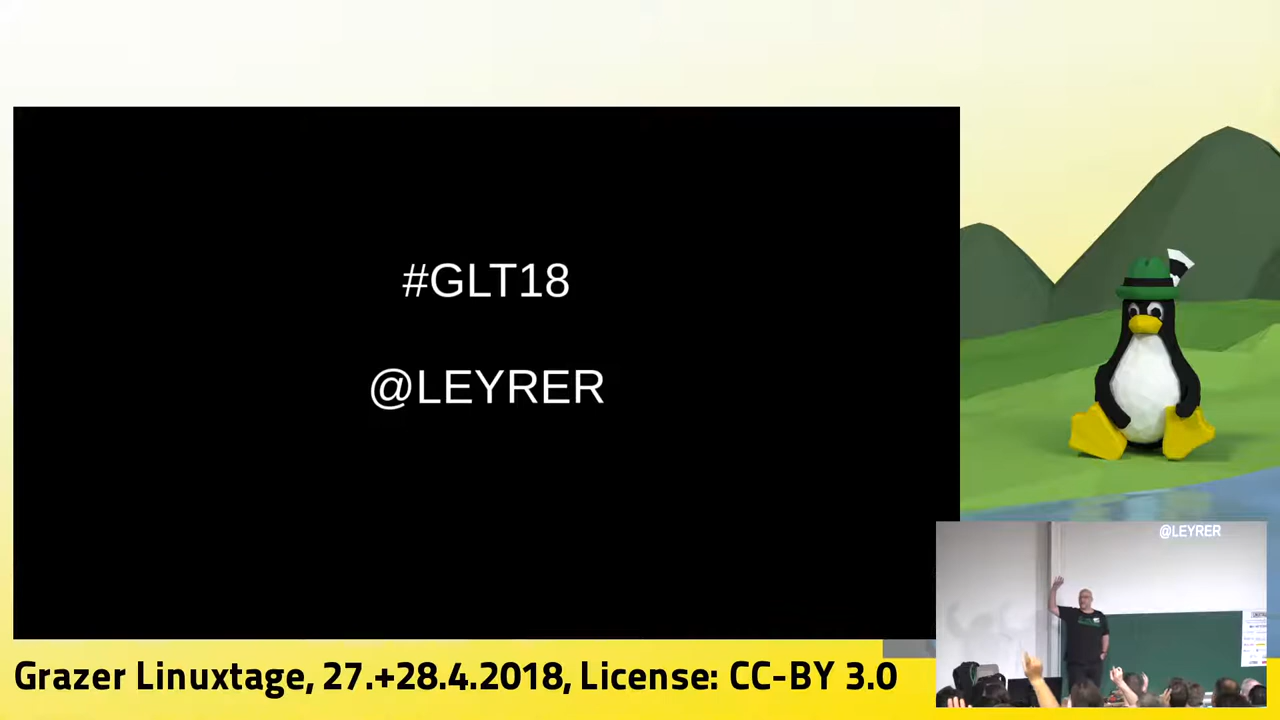 #GLT18
@LEYRER
@LEYRER
Grazer Linuxtage, 27.+28.4.2018, License: CC-BY 3.0